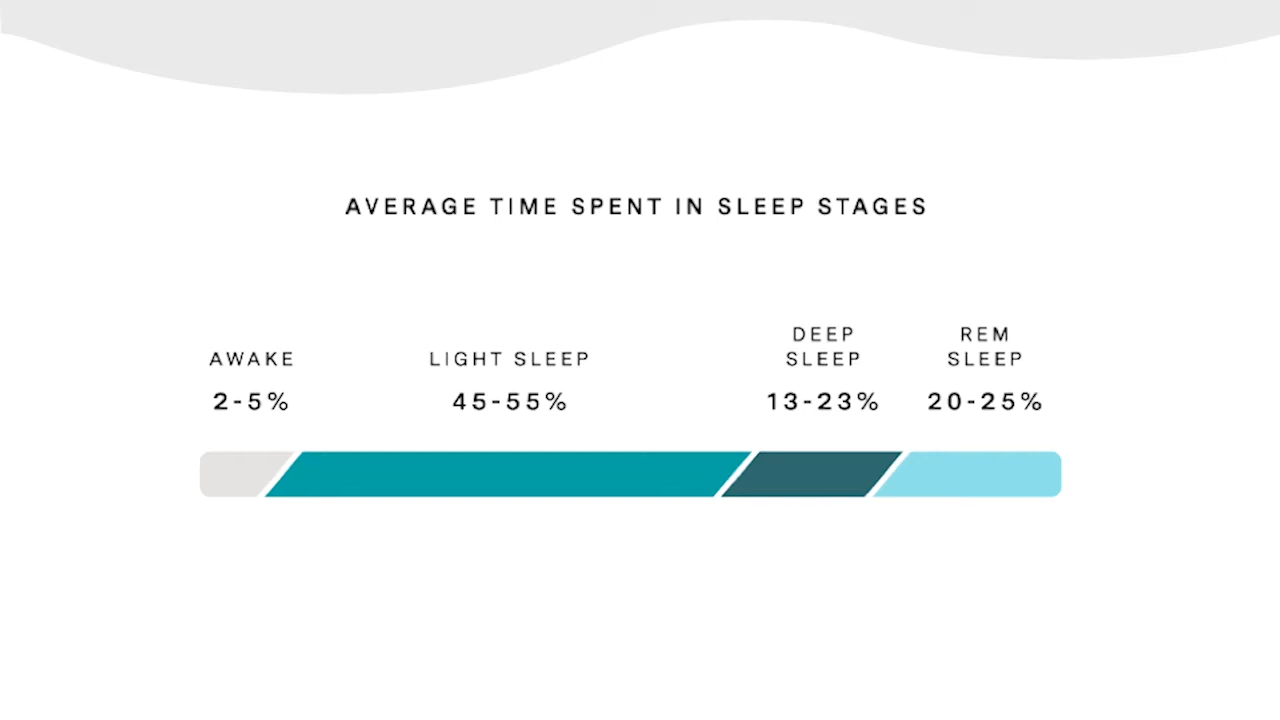 AVERAGE TIME SPENT IN SLEEP STAGES
AWAKE
2-5%
LIGHT SLEEP
45-55%
DEEP
SLEEP
13-23%
REM
SLEEP
20-25%